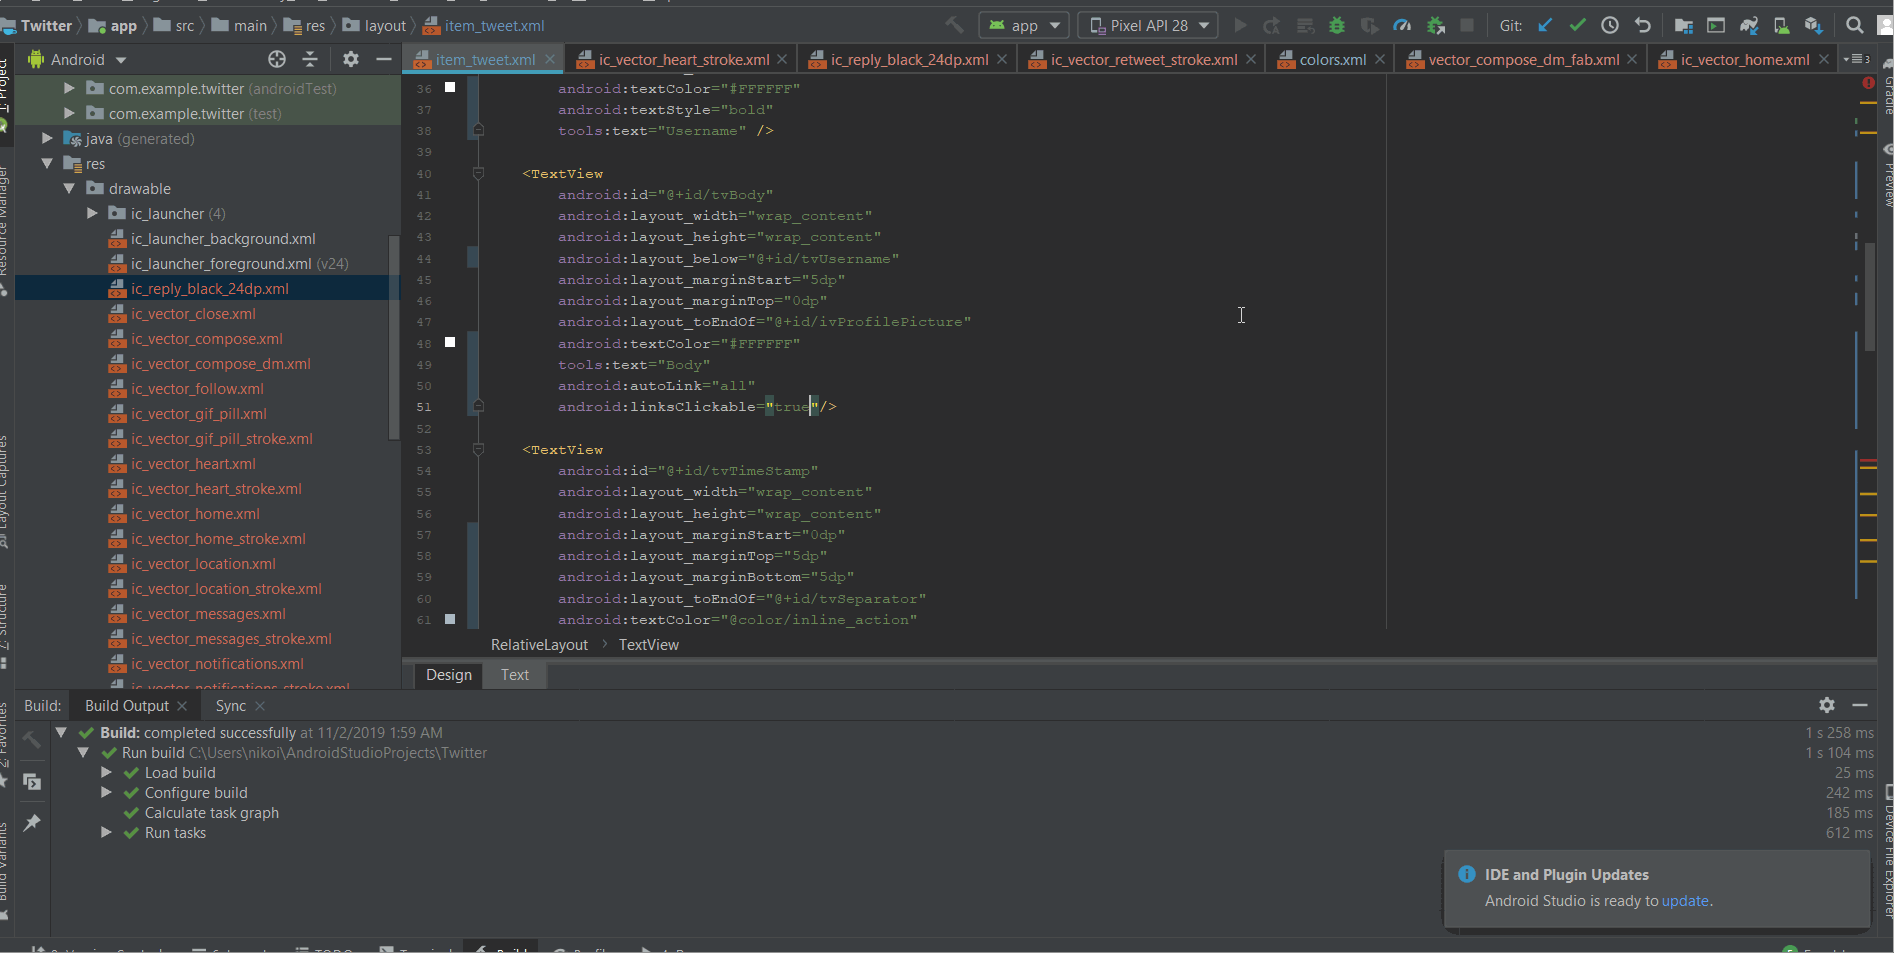 Twitter app src main res layout item_tweet.xml app Pixel API 28 Git:
Android
item_tweet.xml ic_vector_heart_stroke.xml ic_reply_black_24dp.xml ic_vector_retweet_stroke.xml colors.xml vector_compose_dm_fab.xml ic_vector_home.xml 3
com.example.twitter (androidTest)
com.example.twitter (test)
java (generated)
res
drawable
ic_launcher (4)
ic_launcher_background.xml
ic_launcher_foreground.xml (v24)
ic_reply_black_24dp.xml
ic_vector_close.xml
ic_vector_compose.xml
ic_vector_compose_dm.xml
ic_vector_follow.xml
ic_vector_gif_pill.xml
ic_vector_gif_pill_stroke.xml
ic_vector_heart.xml
ic_vector_heart_stroke.xml
ic_vector_home.xml
ic_vector_home_stroke.xml
ic_vector_location.xml
ic_vector_location_stroke.xml
ic_vector_messages.xml
ic_vector_messages_stroke.xml
ic_vector_notifications.xml
ic_vector_notifications_stroke.xml
36 android:textColor="#FFFFFF"
37 android:textStyle="bold"
38 tools:text="Username" />
39
40 <TextView
41 android:id="@+id/tvBody"
42 android:layout_width="wrap_content"
43 android:layout_height="wrap_content"
44 android:layout_below="@+id/tvUsername"
45 android:layout_marginStart="5dp"
46 android:layout_marginTop="0dp"
47 android:layout_toEndOf="@+id/ivProfilePicture"
48 android:textColor="#FFFFFF"
49 tools:text="Body"
50 android:autoLink="all"
51 android:linksClickable="true"/>
52
53 <TextView
54 android:id="@+id/tvTimeStamp"
55 android:layout_width="wrap_content"
56 android:layout_height="wrap_content"
57 android:layout_marginStart="0dp"
58 android:layout_marginTop="5dp"
59 android:layout_marginBottom="5dp"
60 android:layout_toEndOf="@+id/tvSeparator"
61 android:textColor="@color/inline_action"
RelativeLayout TextView
Design Text
1: Project
Resource Manager
Layout Captures
Z: Structure
2: Favorites
Build Variants
Gradle
Preview
Device File Explorer
Build: Build Output Sync
Build: completed successfully at 11/2/2019 1:59 AM 1 s 258 ms
Run build C:\Users\nikoi\AndroidStudioProjects\Twitter 1 s 104 ms
Load build 25 ms
Configure build 242 ms
Calculate task graph 185 ms
Run tasks 612 ms
IDE and Plugin Updates
Android Studio is ready to update.